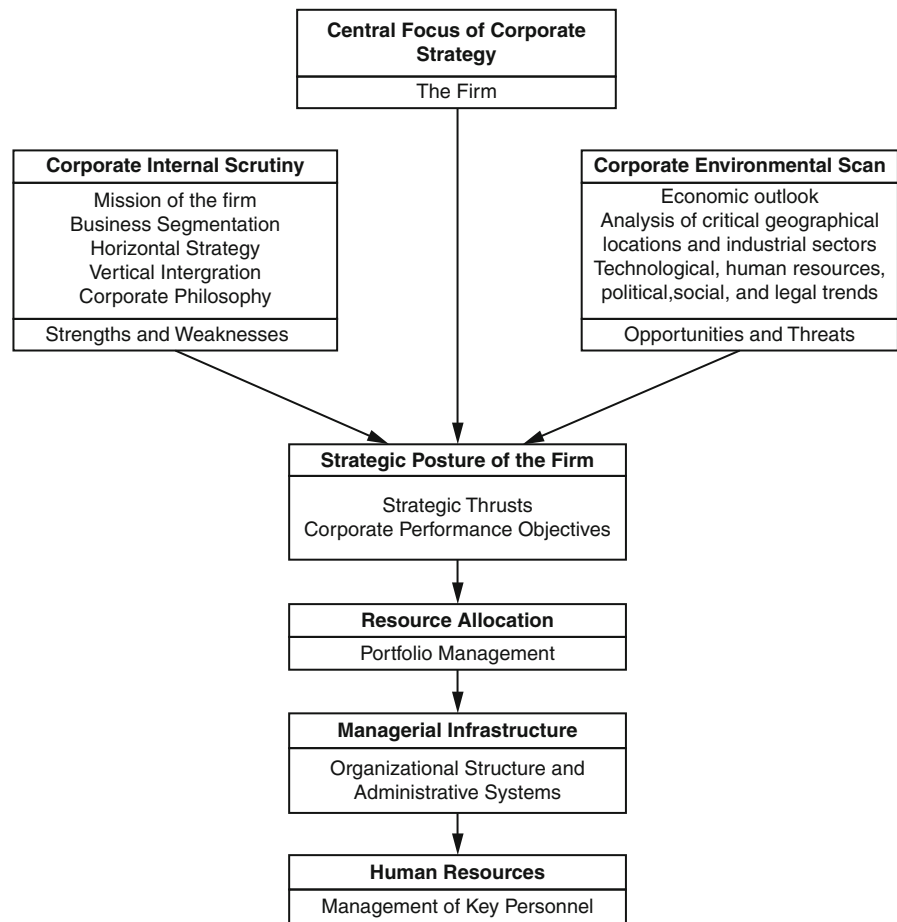 Central Focus of Corporate
Strategy
The Firm
Corporate Internal Scrutiny
Mission of the firm
Business Segmentation
Horizontal Strategy
Vertical Intergration
Corporate Philosophy
Strengths and Weaknesses
Corporate Environmental Scan
Economic outlook
Analysis of critical geographical
locations and industrial sectors
Technological, human resources,
political,social, and legal trends
Opportunities and Threats
Strategic Posture of the Firm
Strategic Thrusts
Corporate Performance Objectives
Resource Allocation
Portfolio Management
Managerial Infrastructure
Organizational Structure and
Administrative Systems
Human Resources
Management of Key Personnel